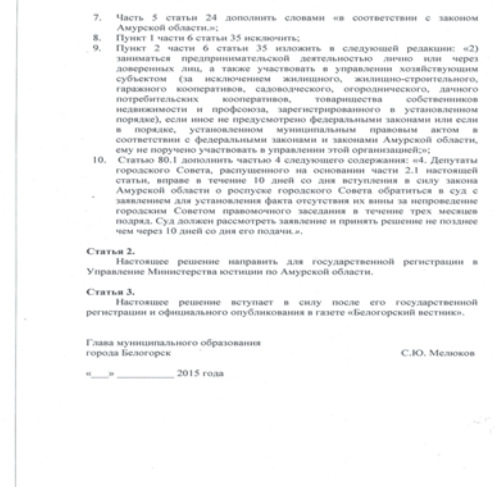 7. Часть 5 статьи 24 дополнить словами «в соответствии с законом
Амурской области.»;
8. Пункт 1 части 6 статьи 35 исключить;
9. Пункт 2 части 6 статьи 35 изложить в следующей редакции: «2)
заниматься предпринимательской деятельностью лично или через
доверенных лиц, а также участвовать в управлении хозяйствующим
субъектом (за исключением жилищного, жилищно-строительного,
гаражного кооперативов, садоводческого, огороднического, дачного
потребительских кооперативов, товарищества собственников
недвижимости и профсоюза, зарегистрированного в установленном
порядке), если иное не предусмотрено федеральными законами или если
в порядке, установленном муниципальным правовым актом в
соответствии с федеральными законами и законами Амурской области,
ему не поручено участвовать в управлении этой организацией;»;
10. Статью 80.1 дополнить частью 4 следующего содержания: «4. Депутаты
городского Совета, распущенного на основании части 2.1 настоящей
статьи, вправе в течение 10 дней со дня вступления в силу закона
Амурской области о роспуске городского Совета обратиться в суд с
заявлением для установления факта отсутствия их вины за непроведение
городским Советом правомочного заседания в течение трех месяцев
подряд. Суд должен рассмотреть заявление и принять решение не позднее
чем через 10 дней со дня его подачи.».
Статья 2.
Настоящее решение направить для государственной регистрации в
Управление Министерства юстиции по Амурской области.
Статья 3.
Настоящее решение вступает в силу после его государственной
регистрации и официального опубликования в газете «Белогорский вестник».
Глава муниципального образования
города Белогорск С.Ю. Мелюков
«___» __________ 2015 года